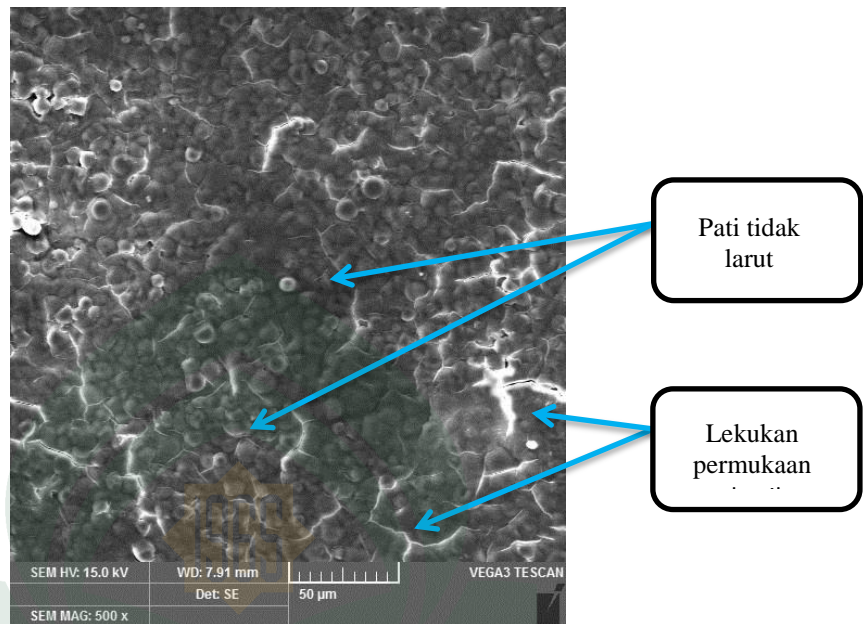 Pati tidak
larut
Lekukan
permukaan
SEM HV: 15.0 kV
WD: 7.91 mm
VEGA3 TESCAN
Det: SE
50 µm
SEM MAG: 500 x